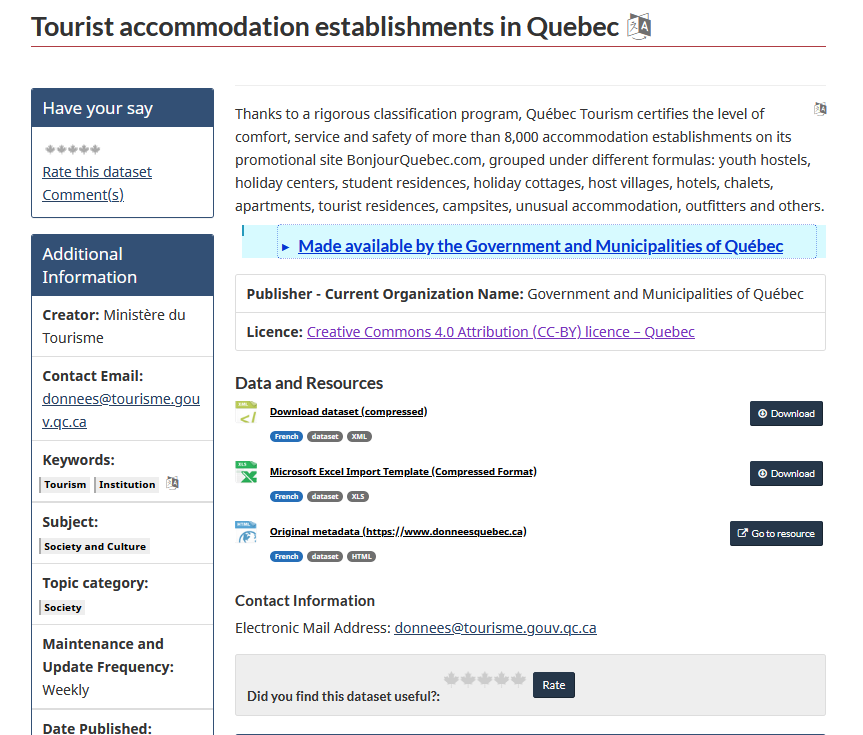 Tourist accommodation establishments in Quebec
Have your say
Rate this dataset
Comment(s)
Additional
Information
Creator: Ministère du
Tourisme
Contact Email:
donnees@tourisme.gou
v.qc.ca
Keywords:
Tourism Institution
Subject:
Society and Culture
Topic category:
Society
Maintenance and
Update Frequency:
Weekly
Date Published:
Thanks to a rigorous classification program, Québec Tourism certifies the level of
comfort, service and safety of more than 8,000 accommodation establishments on its
promotional site BonjourQuebec.com, grouped under different formulas: youth hostels,
holiday centers, student residences, holiday cottages, host villages, hotels, chalets,
apartments, tourist residences, campsites, unusual accommodation, outfitters and others.
Made available by the Government and Municipalities of Québec
Publisher - Current Organization Name: Government and Municipalities of Québec
Licence: Creative Commons 4.0 Attribution (CC-BY) licence – Quebec
Data and Resources
XML Download dataset (compressed) Download
French dataset XML
XLS Microsoft Excel Import Template (Compressed Format) Download
French dataset XLS
HTML Original metadata (https://www.donneesquebec.ca) Go to resource
French dataset HTML
Contact Information
Electronic Mail Address: donnees@tourisme.gouv.qc.ca
Did you find this dataset useful?: Rate